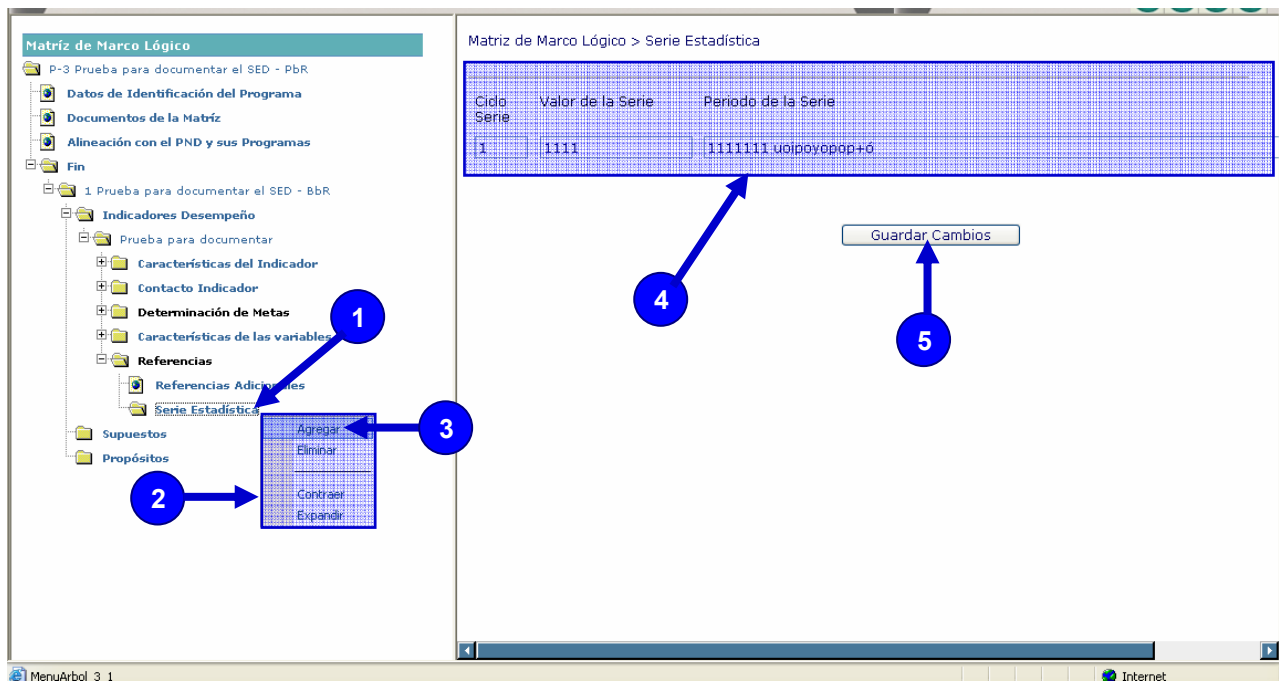 Matríz de Marco Lógico
P-3 Prueba para documentar el SED - PbR
Datos de Identificación del Programa
Documentos de la Matríz
Alineación con el PND y sus Programas
Fin
1 Prueba para documentar el SED - BbR
Indicadores Desempeño
Prueba para documentar
Características del Indicador
Contacto Indicador
Determinación de Metas
Características de las variables
Referencias
Referencias Adicionales
Serie Estadística
Supuestos
Propósitos
1
2
3
Agregar
Eliminar
Contraer
Expandir
Matriz de Marco Lógico > Serie Estadística
Ciclo Valor de la Serie Periodo de la Serie
Serie
1 1111 1111111 uoipoyopop+ó
4
Guardar Cambios
5
MenuArbol_3_1 Internet